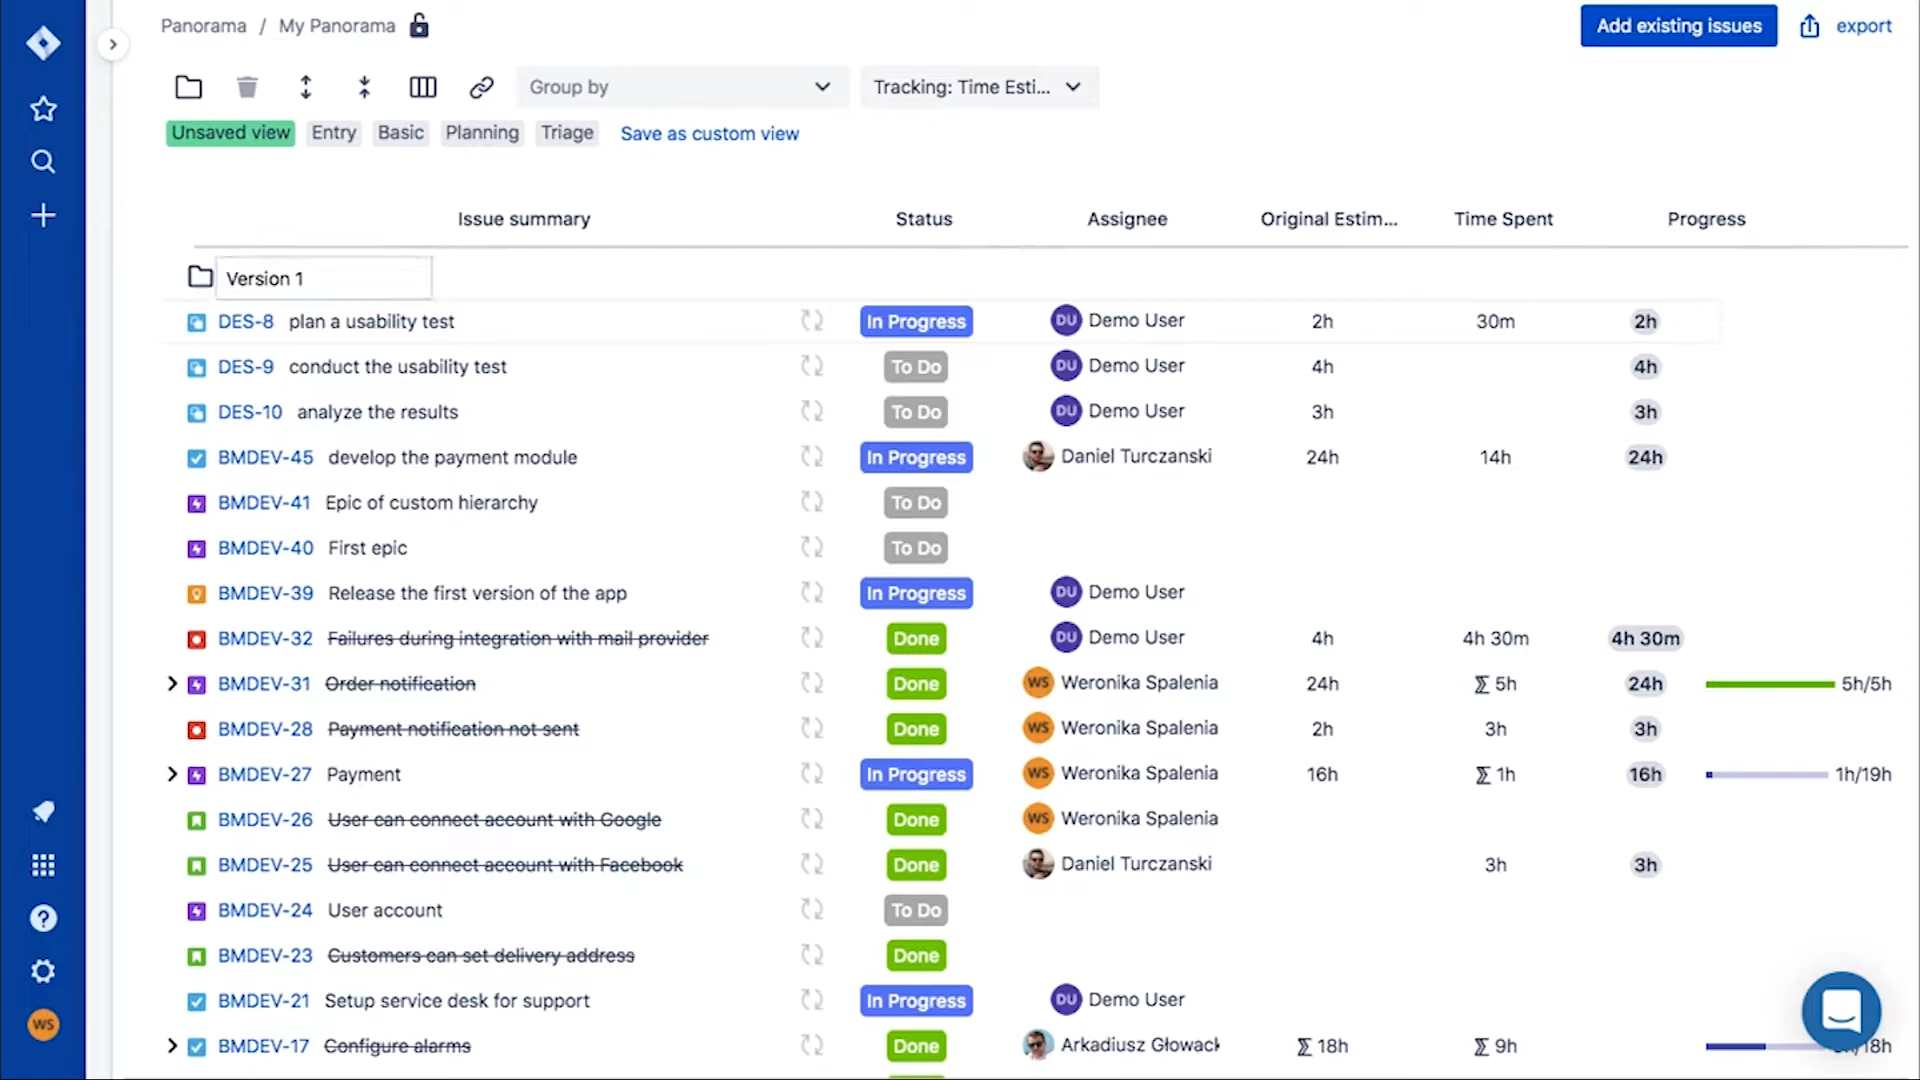 Panorama / My Panorama
Add existing issues
export
Group by
Tracking: Time Esti...
Unsaved view Entry Basic Planning Triage Save as custom view
Issue summary Status Assignee Original Estim... Time Spent Progress
Version 1
DES-8 plan a usability test In Progress DU Demo User 2h 30m 2h
DES-9 conduct the usability test To Do DU Demo User 4h 4h
DES-10 analyze the results To Do DU Demo User 3h 3h
BMDEV-45 develop the payment module In Progress Daniel Turczanski 24h 14h 24h
BMDEV-41 Epic of custom hierarchy To Do
BMDEV-40 First epic To Do
BMDEV-39 Release the first version of the app In Progress DU Demo User
BMDEV-32 Failures during integration with mail provider Done DU Demo User 4h 4h 30m 4h 30m
BMDEV-31 Order notification Done WS Weronika Spalenia 24h Σ 5h 24h 5h/5h
BMDEV-28 Payment notification not sent Done WS Weronika Spalenia 2h 3h 3h
BMDEV-27 Payment In Progress WS Weronika Spalenia 16h Σ 1h 16h 1h/19h
BMDEV-26 User can connect account with Google Done WS Weronika Spalenia
BMDEV-25 User can connect account with Facebook Done Daniel Turczanski 3h 3h
BMDEV-24 User account To Do
BMDEV-23 Customers can set delivery address Done
BMDEV-21 Setup service desk for support In Progress DU Demo User
BMDEV-17 Configure alarms Done Arkadiusz Głowack Σ 18h Σ 9h /18h
WS